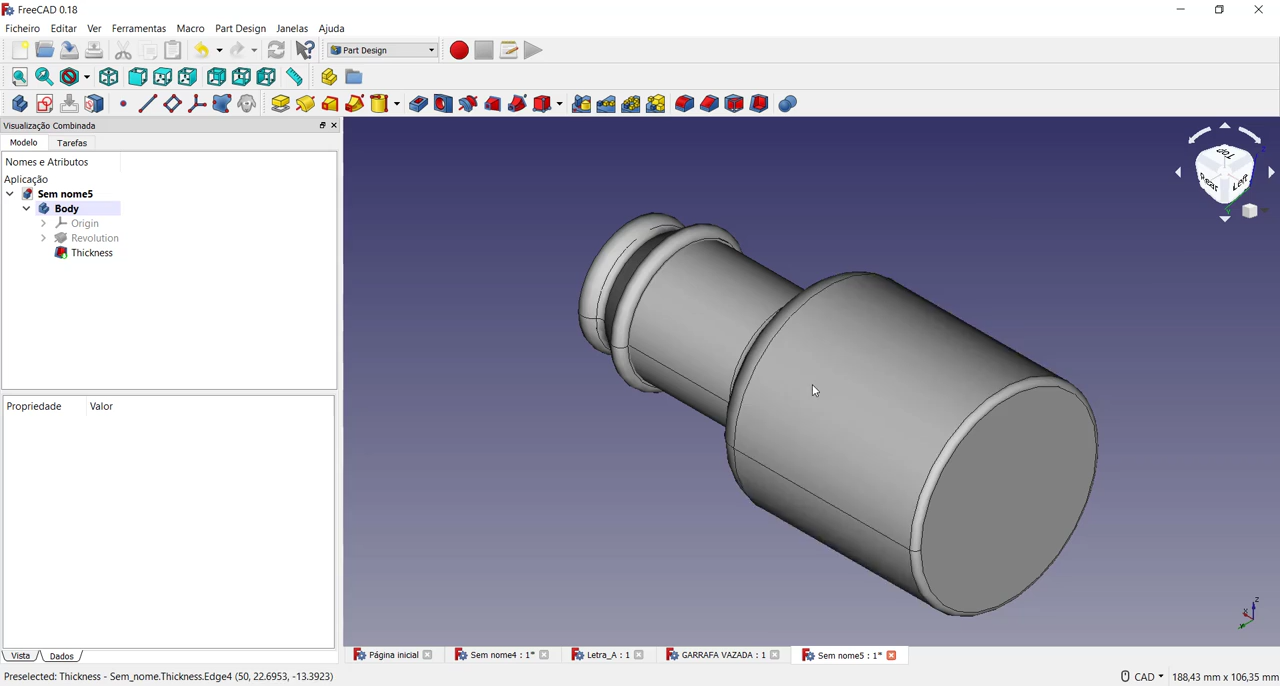 FreeCAD 0.18
Ficheiro Editar Ver Ferramentas Macro Part Design Janelas Ajuda
Part Design
Visualização Combinada
Modelo Tarefas
Nomes e Atributos
Aplicação
Sem nome5
Body
Origin
Revolution
Thickness
Top
Rear Left
Propriedade Valor
z
x
y
Vista Dados
Página inicial Sem nome4 : 1* Letra_A : 1 GARRAFA VAZADA : 1 Sem nome5 : 1*
Preselected: Thickness - Sem_nome.Thickness.Edge4 (50, 22.6953, -13.3923) CAD 188,43 mm x 106,35 mm